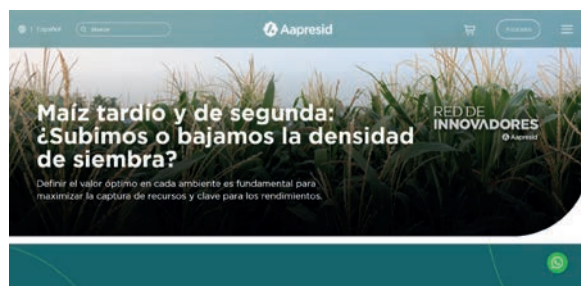 Español
Buscar
Aapresid
Maíz tardío y de segunda:
¿Subimos o bajamos la densidad
de siembra?
RED DE
INNOVADORES
Aapresid
Definir el valor óptimo en cada ambiente es fundamental para
maximizar la captura de recursos y clave para los rendimientos.